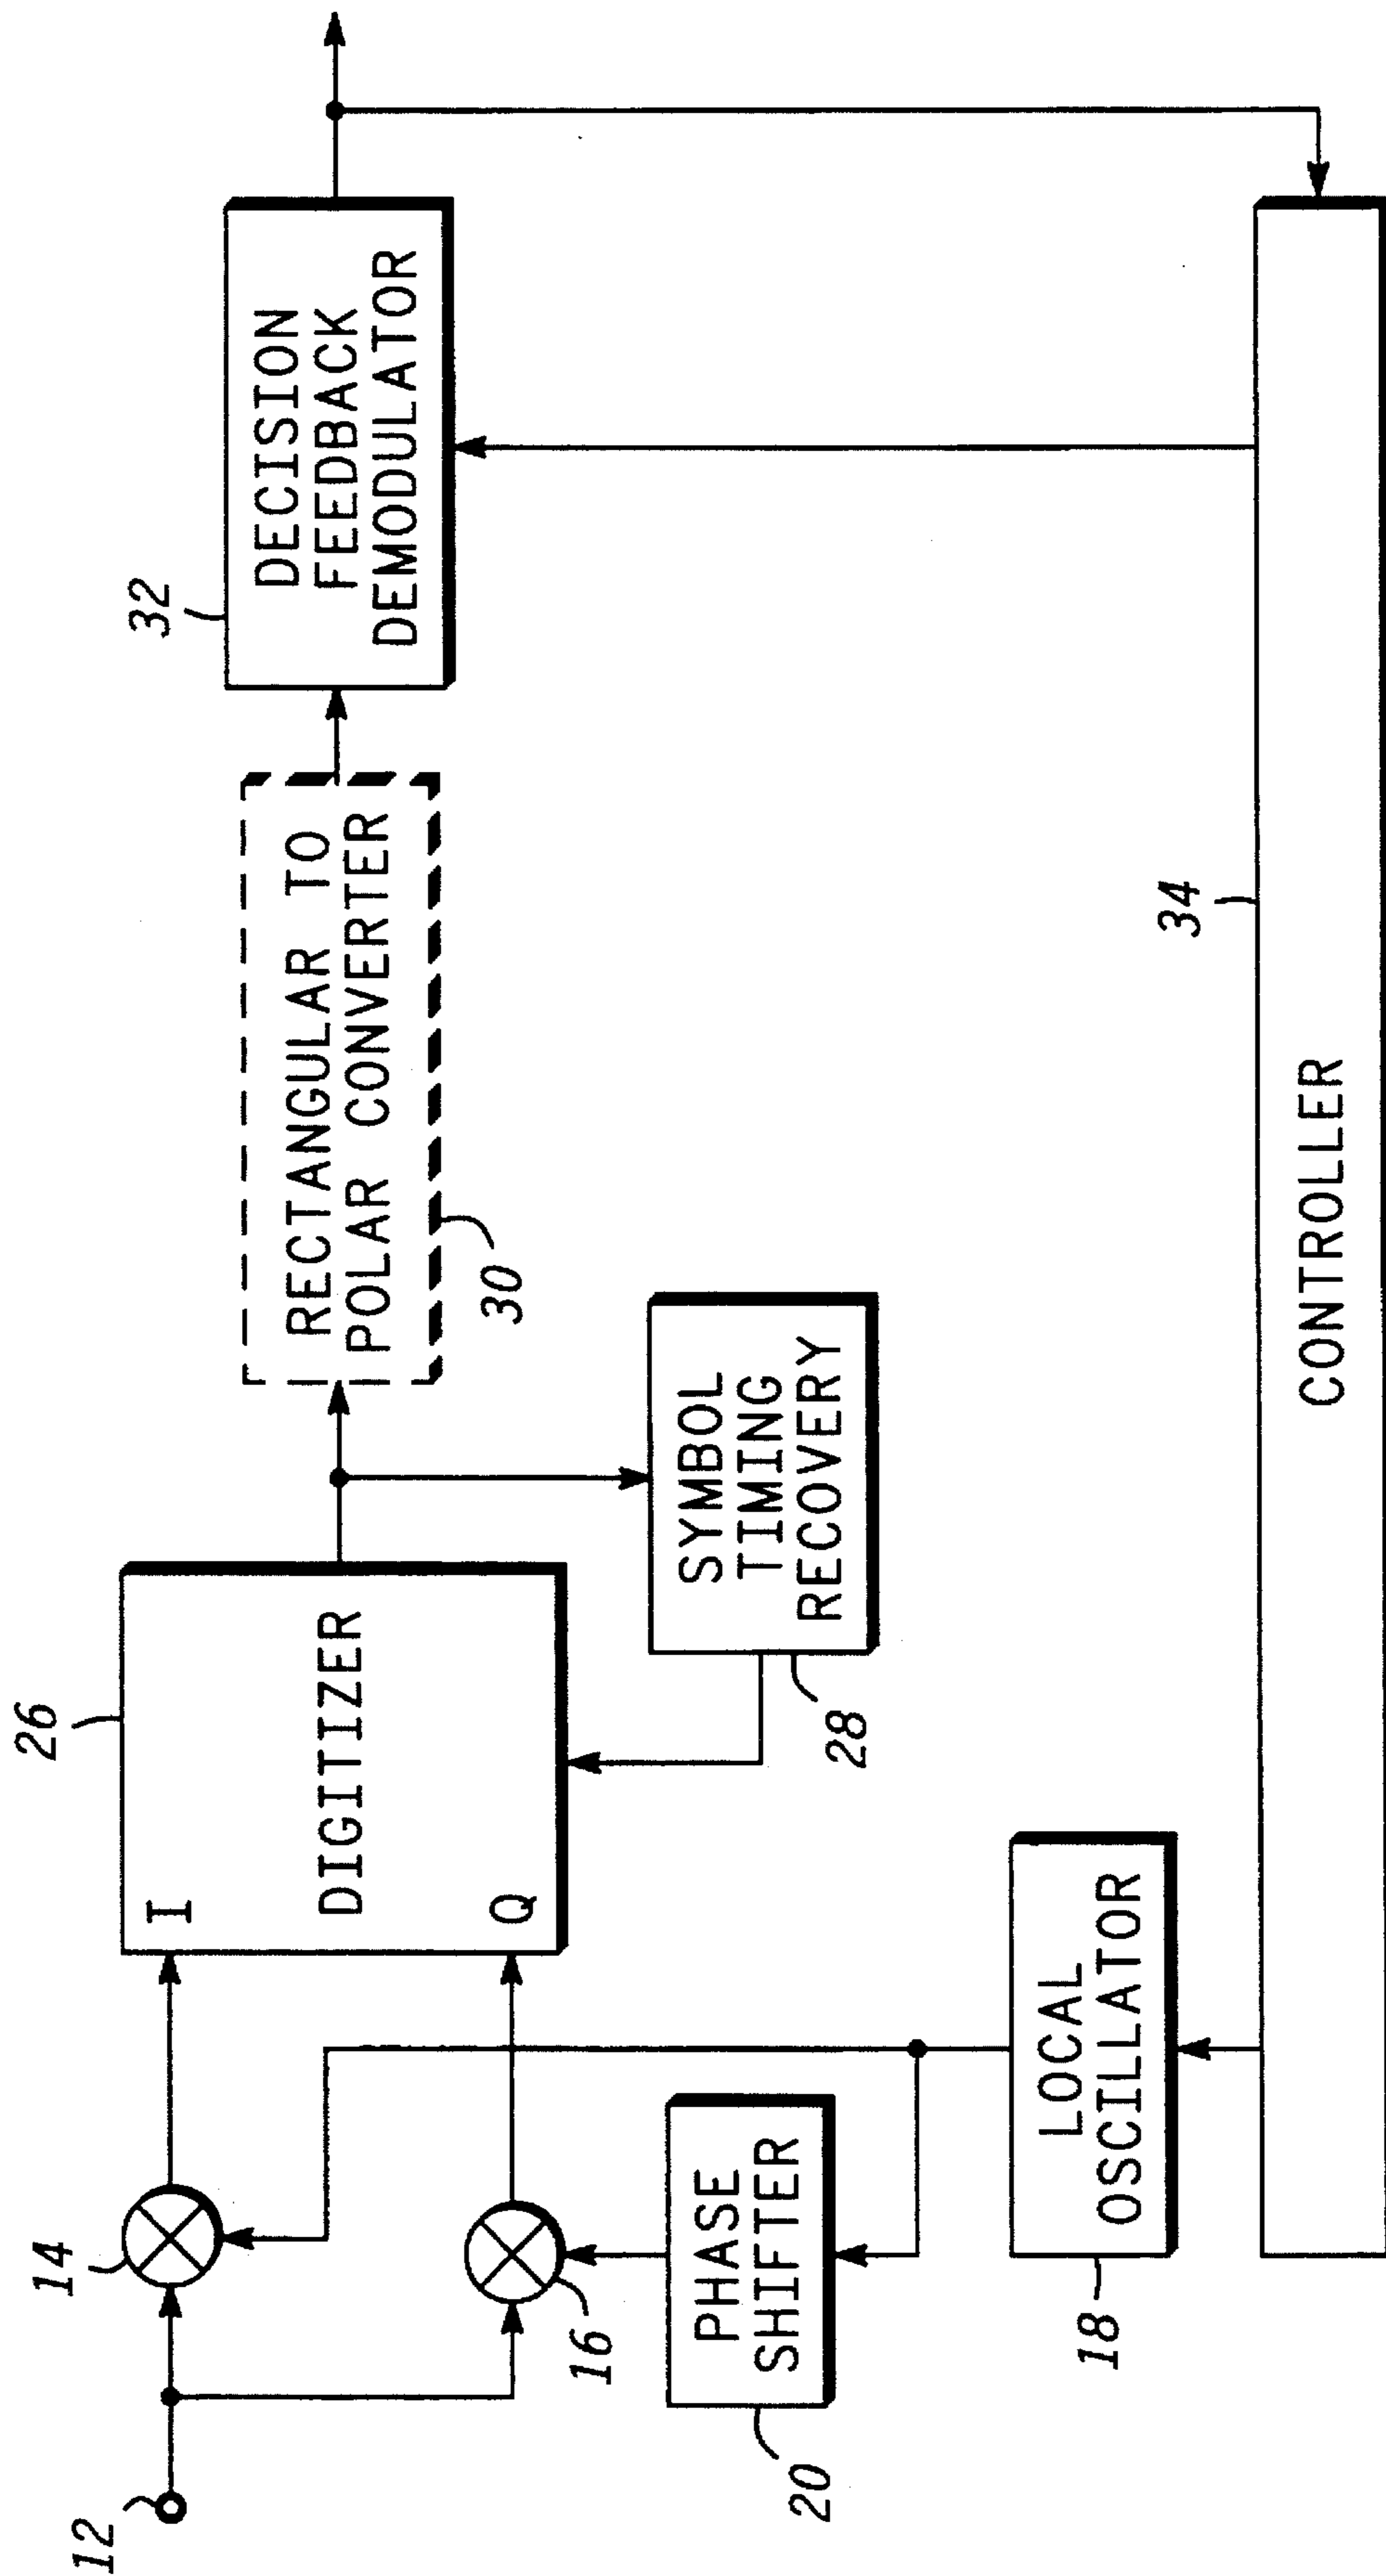 12
14
I
26
DIGITIZER
Q
16
PHASE
SHIFTER
20
LOCAL
OSCILLATOR
18
SYMBOL
TIMING
RECOVERY
28
RECTANGULAR TO
POLAR CONVERTER
30
32
DECISION
FEEDBACK
DEMODULATOR
34
CONTROLLER